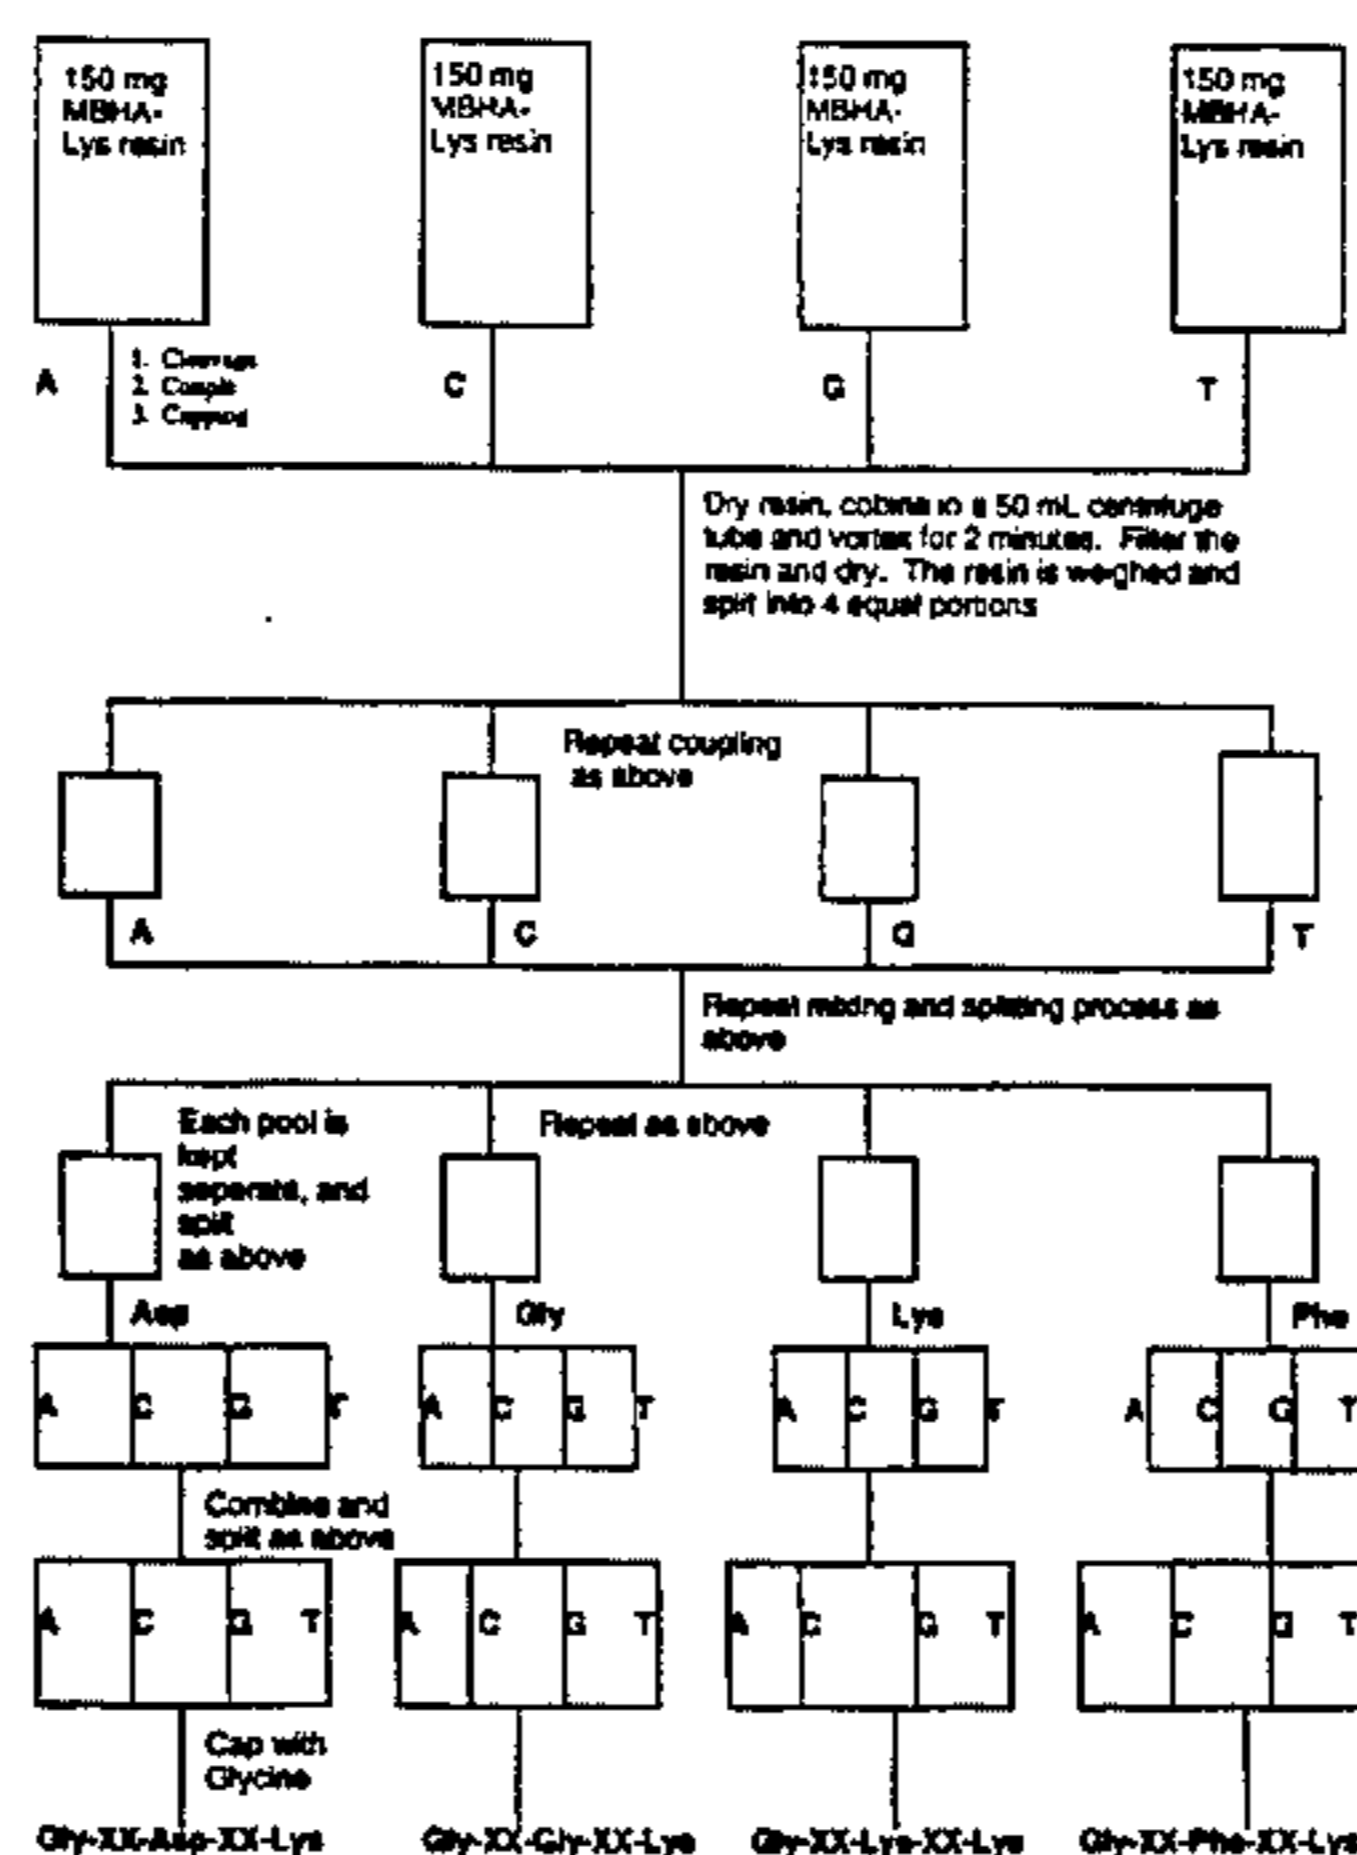 150 mg
MBHA-
Lys resin
150 mg
MBHA-
Lys resin
150 mg
MBHA-
Lys resin
150 mg
MBHA-
Lys resin
A
1. Cleavage
2. Couple
3. Capping
C
G
T
Dry resin, cobine to a 50 mL centrifuge
tube and vortex for 2 minutes. Filter the
resin and dry. The resin is weighed and
split into 4 equal portions
Repeat coupling
as above
A
C
G
T
Repeat mixing and splitting process as
above
Each pool is
kept
seperate, and
split
as above
Repeat as above
Asp
Gly
Lys
Phe
A C G T
A C G T
A C G T
A C G T
Combine and
split as above
A C G T
A C G T
A C G T
A C G T
Cap with
Glycine
Gly-XX-Asp-XX-Lys
Gly-XX-Gly-XX-Lys
Gly-XX-Lys-XX-Lys
Gly-XX-Phe-XX-Lys